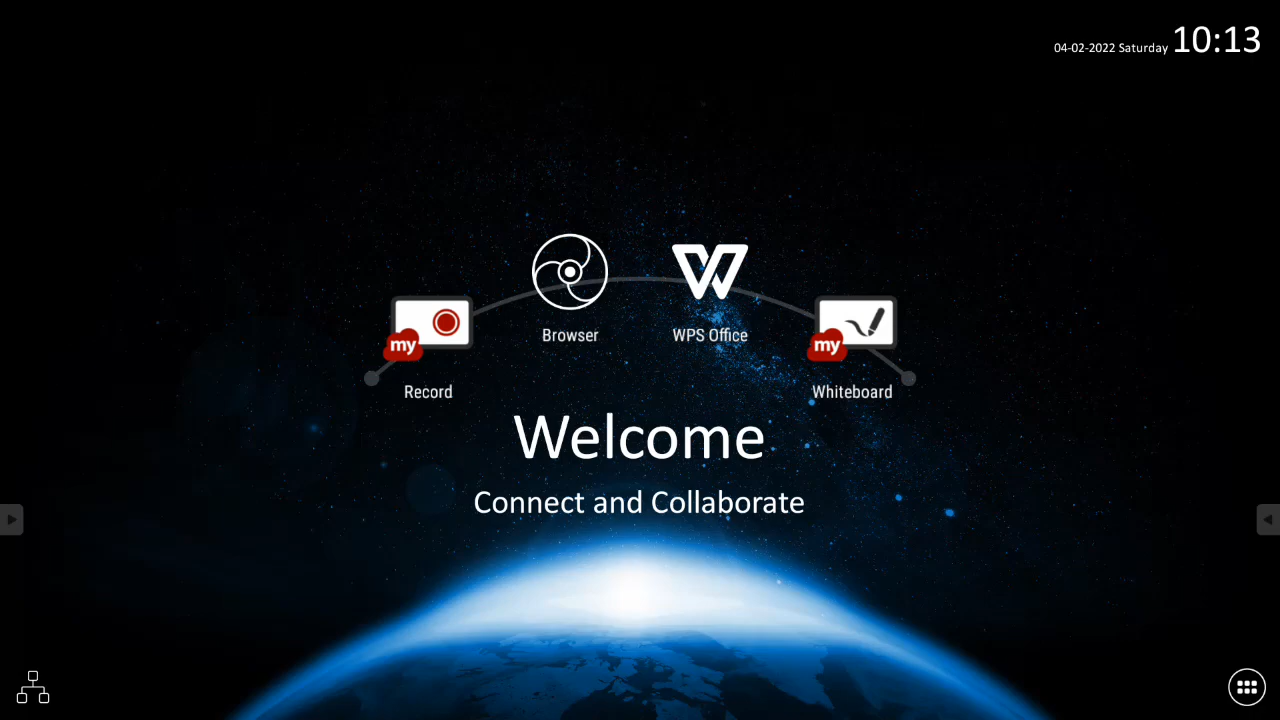 04-02-2022 Saturday 10:13
Browser
WPS Office
my
my
Record
Whiteboard
Welcome
Connect and Collaborate